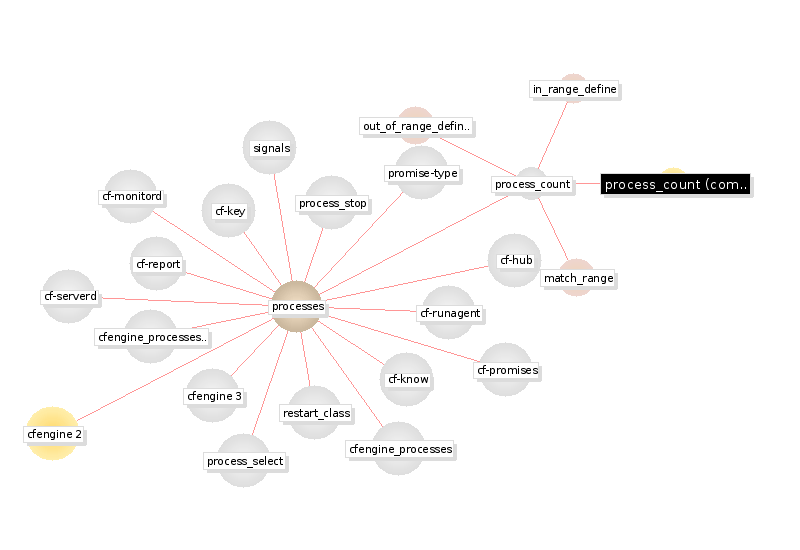 in_range_define
out_of_range_defin..
signals
promise-type
process_count
process_count (com..
cf-monitord
process_stop
cf-key
cf-hub
cf-report
match_range
cf-serverd
processes
cf-runagent
cfengine_processes..
cf-promises
cf-know
cfengine 3
restart_class
cfengine 2
cfengine_processes
process_select